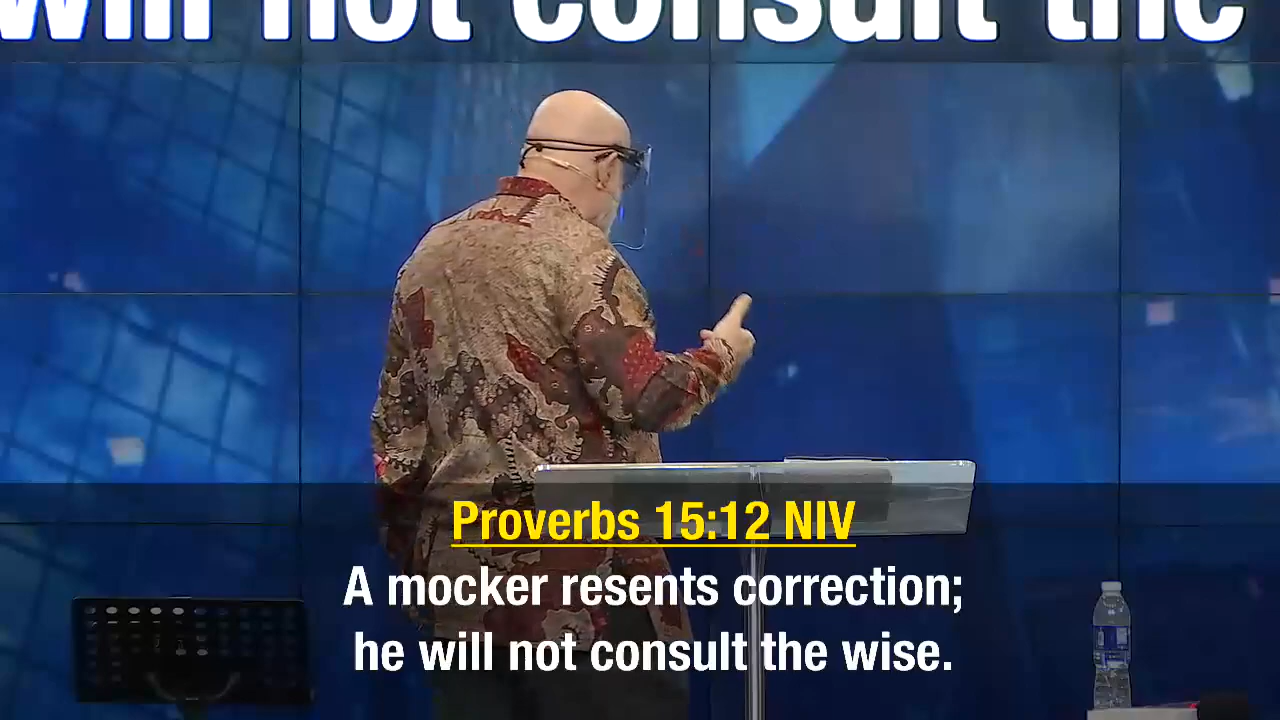 will not consult the
Proverbs 15:12 NIV
A mocker resents correction;
he will not consult the wise.